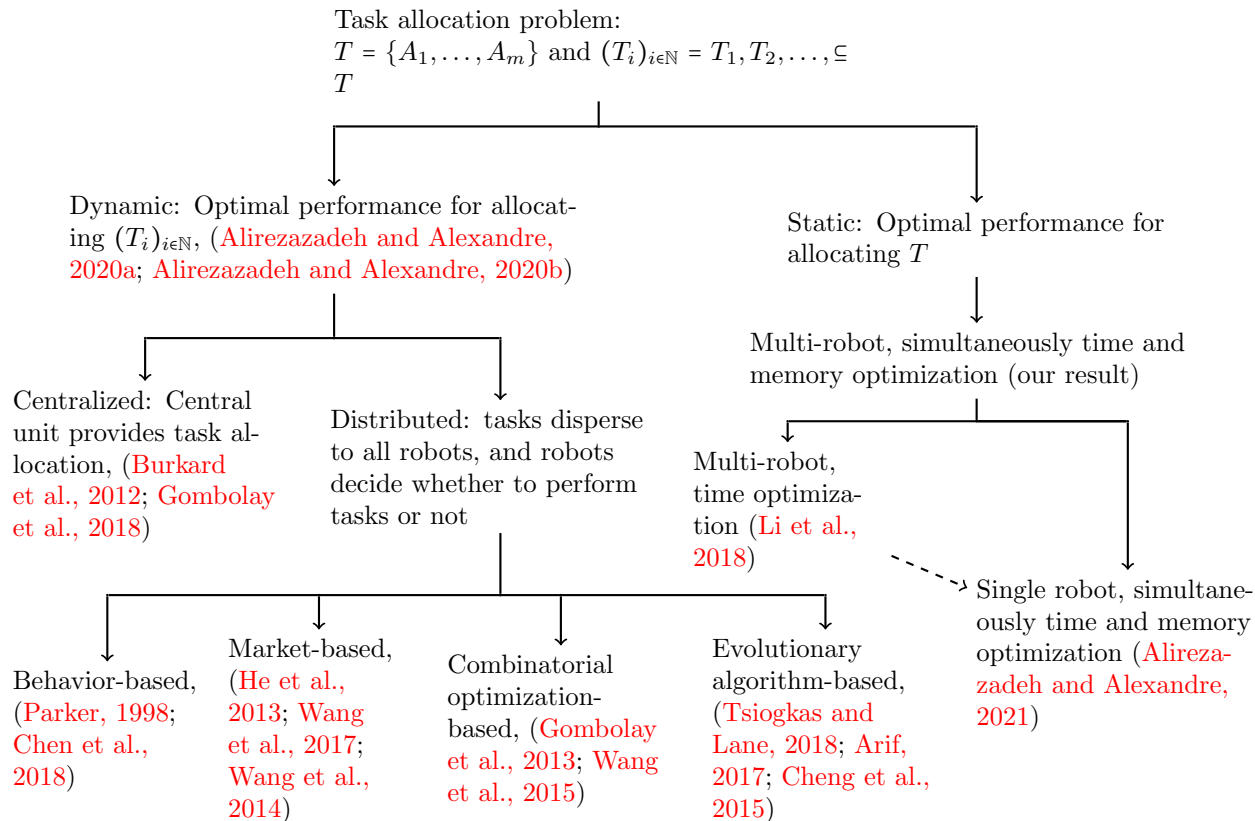 Task allocation problem:
T = {A₁, . . . , Aₘ} and (Tᵢ)ᵢ∈ℕ = T₁, T₂, . . . , ⊆
T
Dynamic: Optimal performance for allocat-
ing (Tᵢ)ᵢ∈ℕ, (Alirezazadeh and Alexandre,
2020a; Alirezazadeh and Alexandre, 2020b)
Static: Optimal performance for
allocating T
Multi-robot, simultaneously time and
memory optimization (our result)
Centralized: Central
unit provides task al-
location, (Burkard
et al., 2012; Gombolay
et al., 2018)
Distributed: tasks disperse
to all robots, and robots
decide whether to perform
tasks or not
Multi-robot,
time optimiza-
tion (Li et al.,
2018)
Single robot, simultane-
ously time and memory
optimization (Alireza-
zadeh and Alexandre,
2021)
Behavior-based,
(Parker, 1998;
Chen et al.,
2018)
Market-based,
(He et al.,
2013; Wang
et al., 2017;
Wang et al.,
2014)
Combinatorial
optimization-
based, (Gombolay
et al., 2013; Wang
et al., 2015)
Evolutionary
algorithm-based,
(Tsiogkas and
Lane, 2018; Arif,
2017; Cheng et al.,
2015)